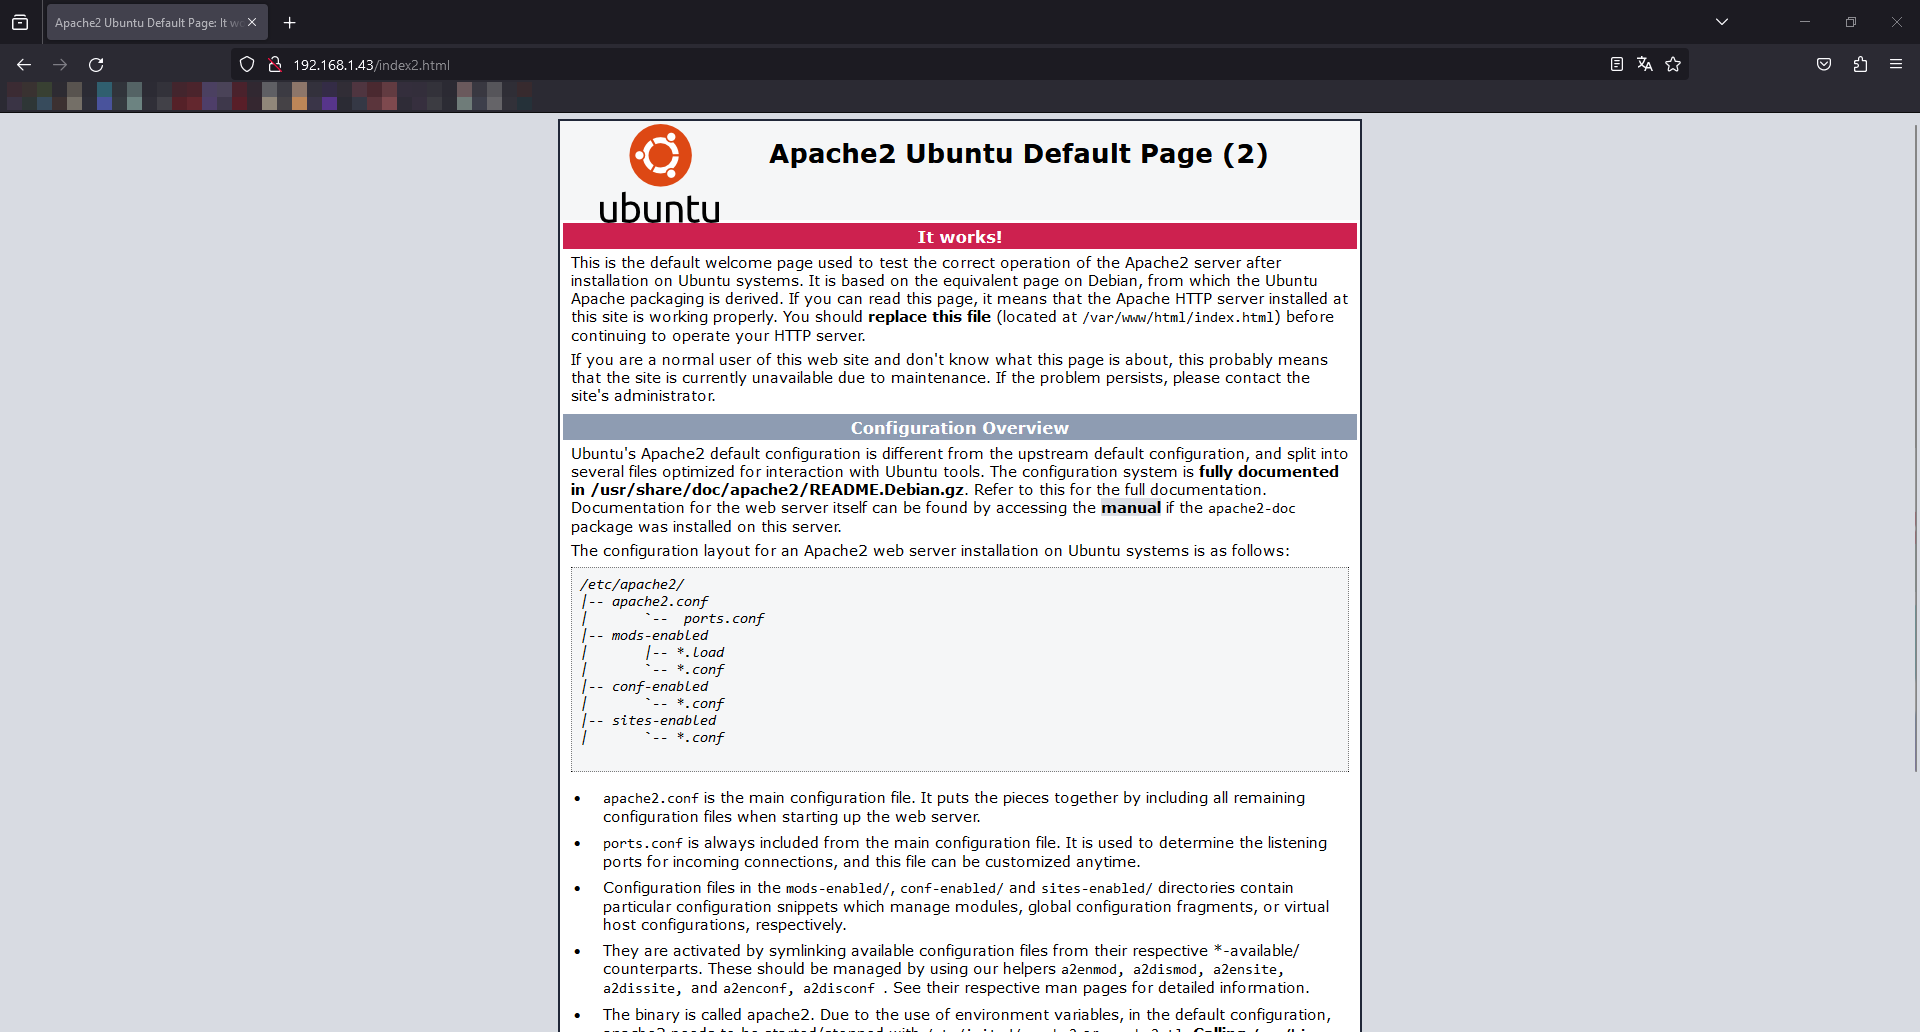 Apache2 Ubuntu Default Page: It wo
192.168.1.43/index2.html
ubuntu
Apache2 Ubuntu Default Page (2)
It works!
This is the default welcome page used to test the correct operation of the Apache2 server after
installation on Ubuntu systems. It is based on the equivalent page on Debian, from which the Ubuntu
Apache packaging is derived. If you can read this page, it means that the Apache HTTP server installed at
this site is working properly. You should replace this file (located at /var/www/html/index.html) before
continuing to operate your HTTP server.
If you are a normal user of this web site and don't know what this page is about, this probably means
that the site is currently unavailable due to maintenance. If the problem persists, please contact the
site's administrator.
Configuration Overview
Ubuntu's Apache2 default configuration is different from the upstream default configuration, and split into
several files optimized for interaction with Ubuntu tools. The configuration system is fully documented
in /usr/share/doc/apache2/README.Debian.gz. Refer to this for the full documentation.
Documentation for the web server itself can be found by accessing the manual if the apache2-doc
package was installed on this server.
The configuration layout for an Apache2 web server installation on Ubuntu systems is as follows:
/etc/apache2/
|-- apache2.conf
|       `--  ports.conf
|-- mods-enabled
|       |-- *.load
|       `-- *.conf
|-- conf-enabled
|       `-- *.conf
|-- sites-enabled
|       `-- *.conf
• apache2.conf is the main configuration file. It puts the pieces together by including all remaining
configuration files when starting up the web server.
• ports.conf is always included from the main configuration file. It is used to determine the listening
ports for incoming connections, and this file can be customized anytime.
• Configuration files in the mods-enabled/, conf-enabled/ and sites-enabled/ directories contain
particular configuration snippets which manage modules, global configuration fragments, or virtual
host configurations, respectively.
• They are activated by symlinking available configuration files from their respective *-available/
counterparts. These should be managed by using our helpers a2enmod, a2dismod, a2ensite,
a2dissite, and a2enconf, a2disconf . See their respective man pages for detailed information.
• The binary is called apache2. Due to the use of environment variables, in the default configuration,